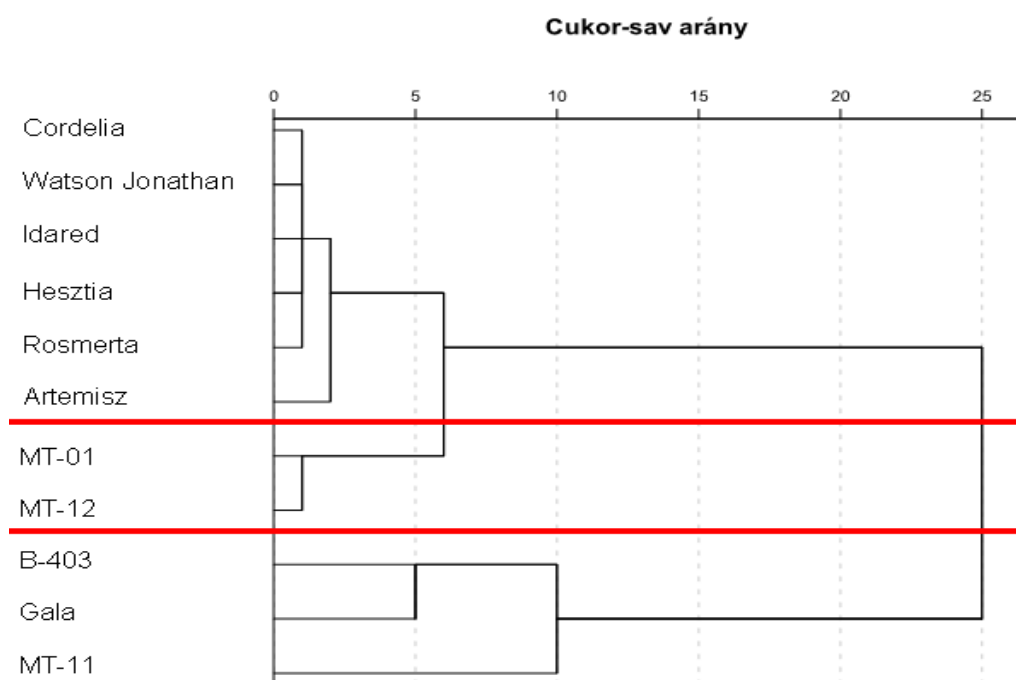 Cukor-sav arány
0 5 10 15 20 25
Cordelia
Watson Jonathan
Idared
Hesztia
Rosmerta
Artemisz
MT-01
MT-12
B-403
Gala
MT-11